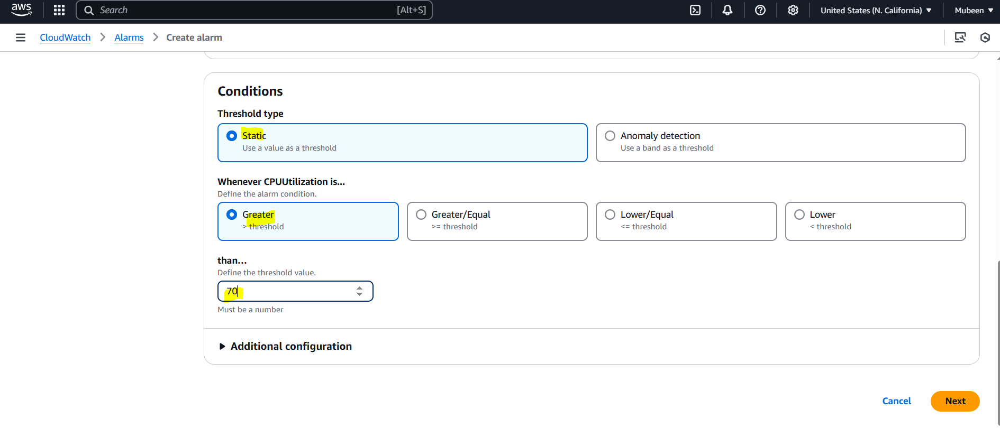 aws
Search [Alt+S] United States (N. California) Mubeen
CloudWatch Alarms Create alarm
Conditions
Threshold type
Static Anomaly detection
Use a value as a threshold Use a band as a threshold
Whenever CPUUtilization is...
Define the alarm condition.
Greater Greater/Equal Lower/Equal Lower
> threshold >= threshold <= threshold < threshold
than...
Define the threshold value.
70
Must be a number
Additional configuration
Cancel Next